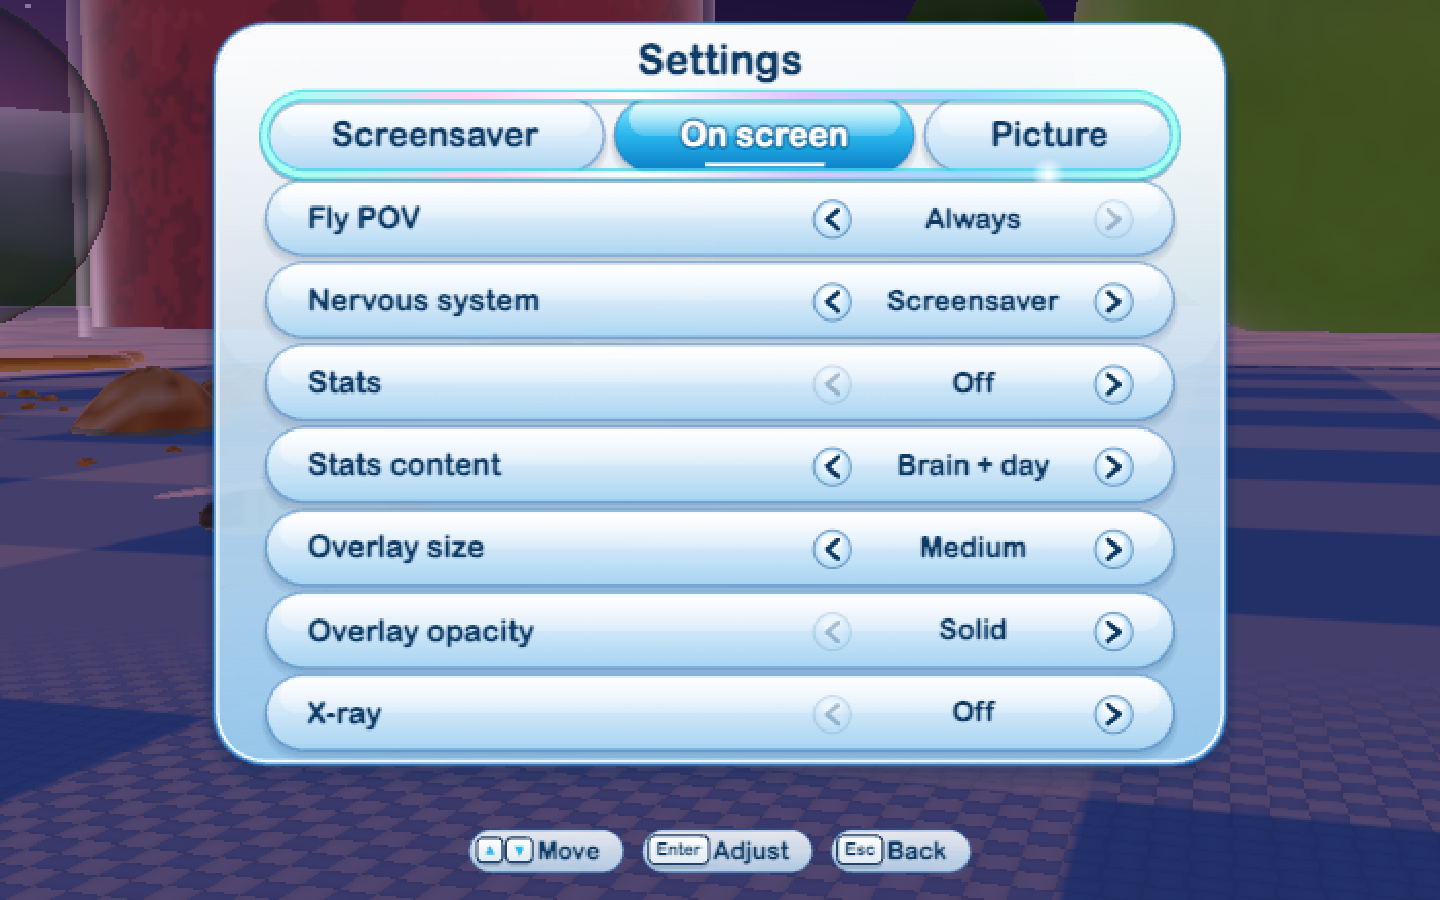 Settings
Screensaver On screen Picture
Fly POV Always
Nervous system Screensaver
Stats Off
Stats content Brain + day
Overlay size Medium
Overlay opacity Solid
X-ray Off
Move Enter Adjust Esc Back